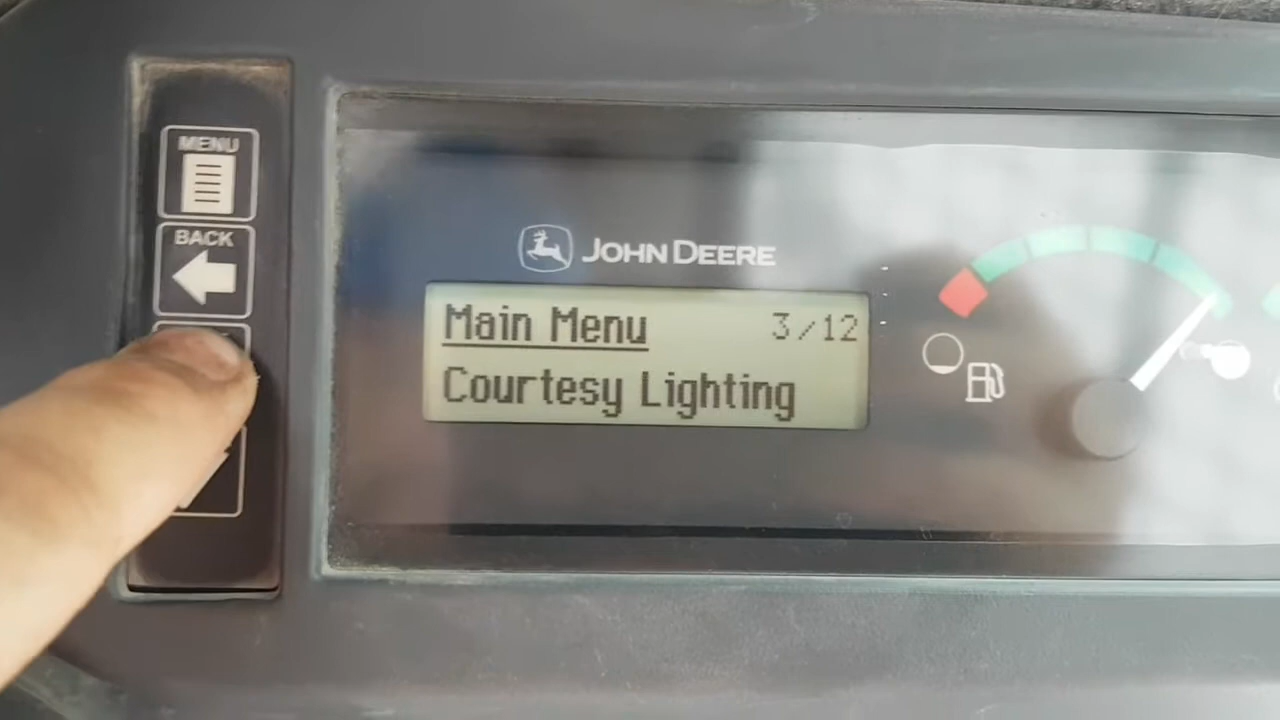 MENU
BACK
JOHN DEERE
Main Menu 3/12
Courtesy Lighting